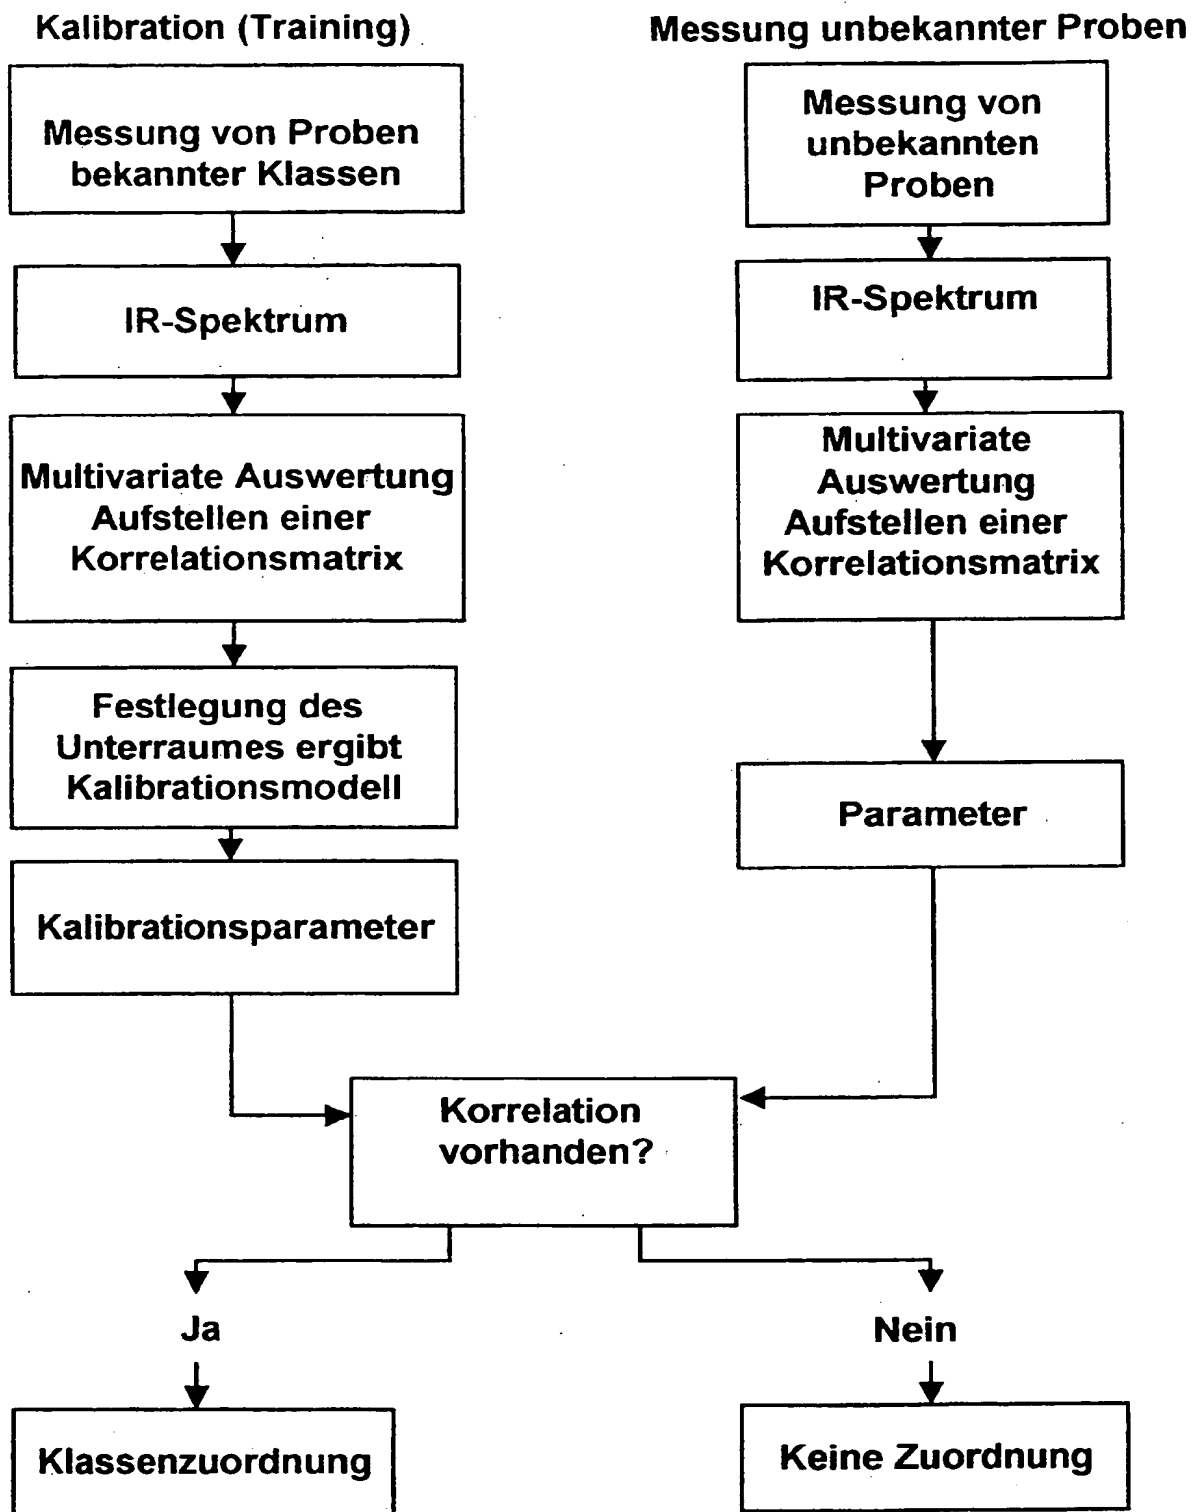 Kalibration (Training)
Messung von Proben
bekannter Klassen
IR-Spektrum
Multivariate Auswertung
Aufstellen einer
Korrelationsmatrix
Festlegung des
Unterraumes ergibt
Kalibrationsmodell
Kalibrationsparameter
Messung unbekannter Proben
Messung von
unbekannten
Proben
IR-Spektrum
Multivariate
Auswertung
Aufstellen einer
Korrelationsmatrix
Parameter
Korrelation
vorhanden?
Ja
Nein
Klassenzuordnung
Keine Zuordnung